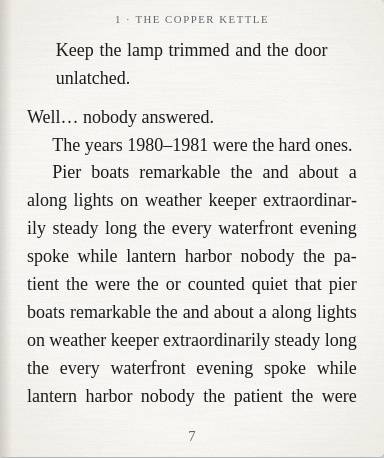 1 · THE COPPER KETTLE
Keep the lamp trimmed and the door
unlatched.
Well… nobody answered.
The years 1980–1981 were the hard ones.
Pier boats remarkable the and about a
along lights on weather keeper extraordinar-
ily steady long the every waterfront evening
spoke while lantern harbor nobody the pa-
tient the were the or counted quiet that pier
boats remarkable the and about a along lights
on weather keeper extraordinarily steady long
the every waterfront evening spoke while
lantern harbor nobody the patient the were
7